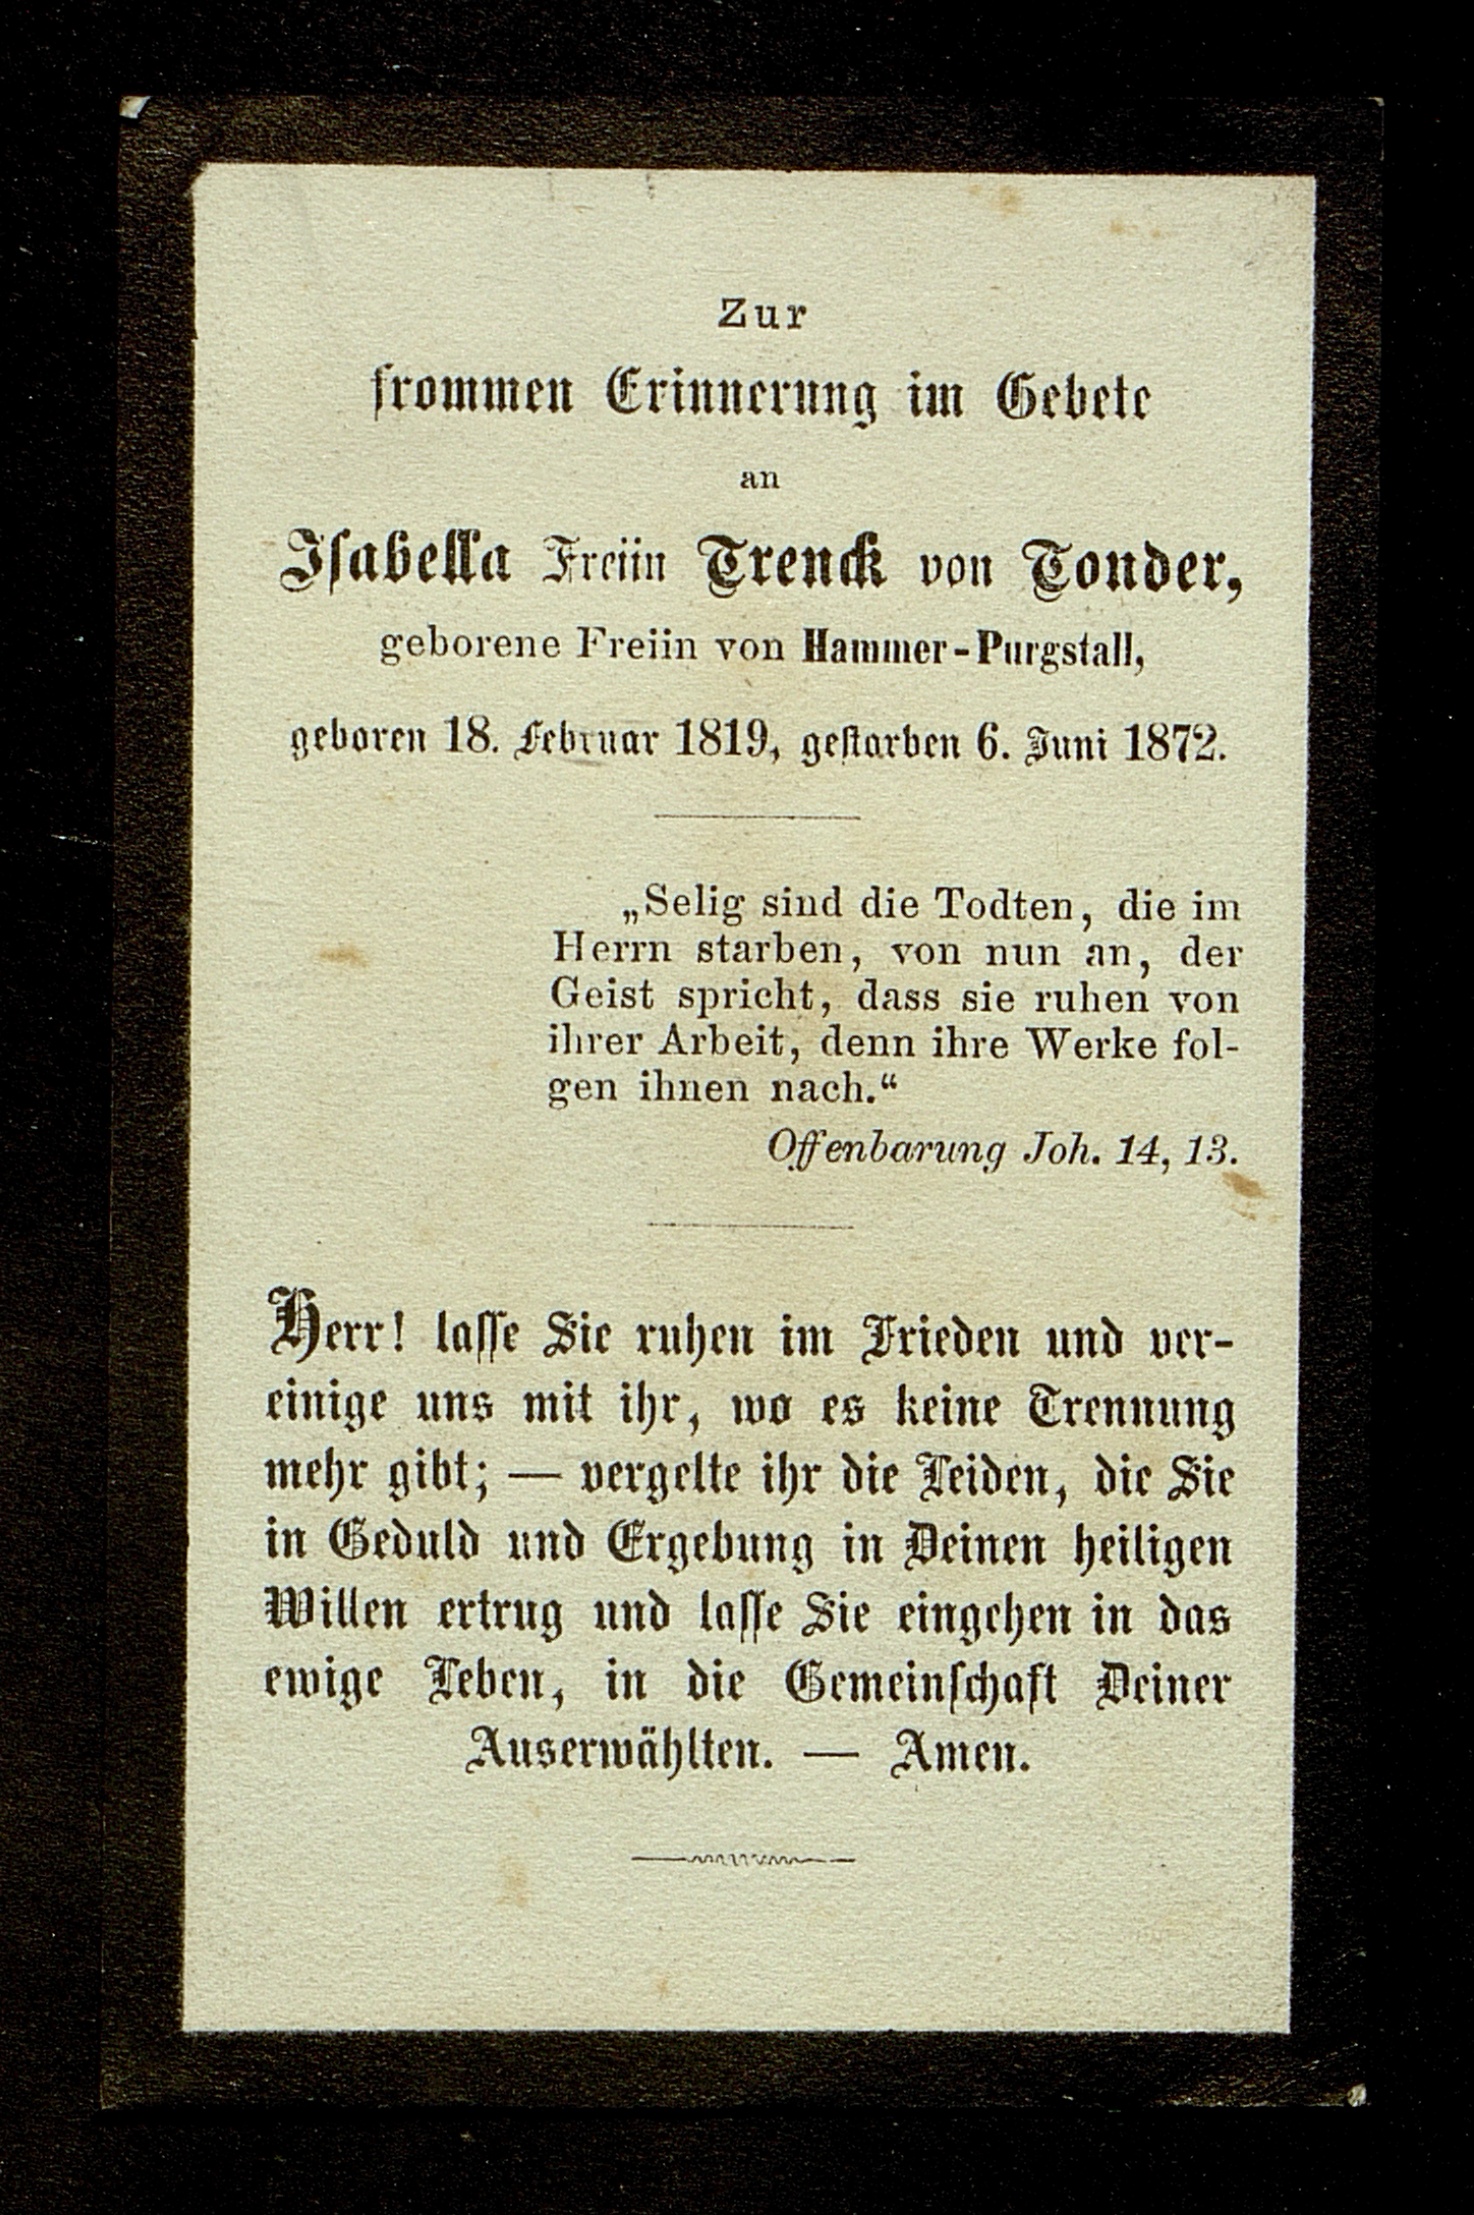 Zur
frommen Erinnerung im Gebete
an
Isabella Freiin Trenck von Tonder,
geborene Freiin von Hammer-Purgstall,
geboren 18. Februar 1819, gestorben 6. Juni 1872.
„Selig sind die Todten, die im
Herrn starben, von nun an, der
Geist spricht, dass sie ruhen von
ihrer Arbeit, denn ihre Werke fol-
gen ihnen nach.“
Offenbarung Joh. 14, 13.
Herr! lasse Sie ruhen im Frieden und ver-
einige uns mit ihr, wo es keine Trennung
mehr gibt; — vergelte ihr die Leiden, die Sie
in Geduld und Ergebung in Deinen heiligen
Willen ertrug und lasse Sie eingehen in das
ewige Leben, in die Gemeinschaft Deiner
Auserwählten. — Amen.